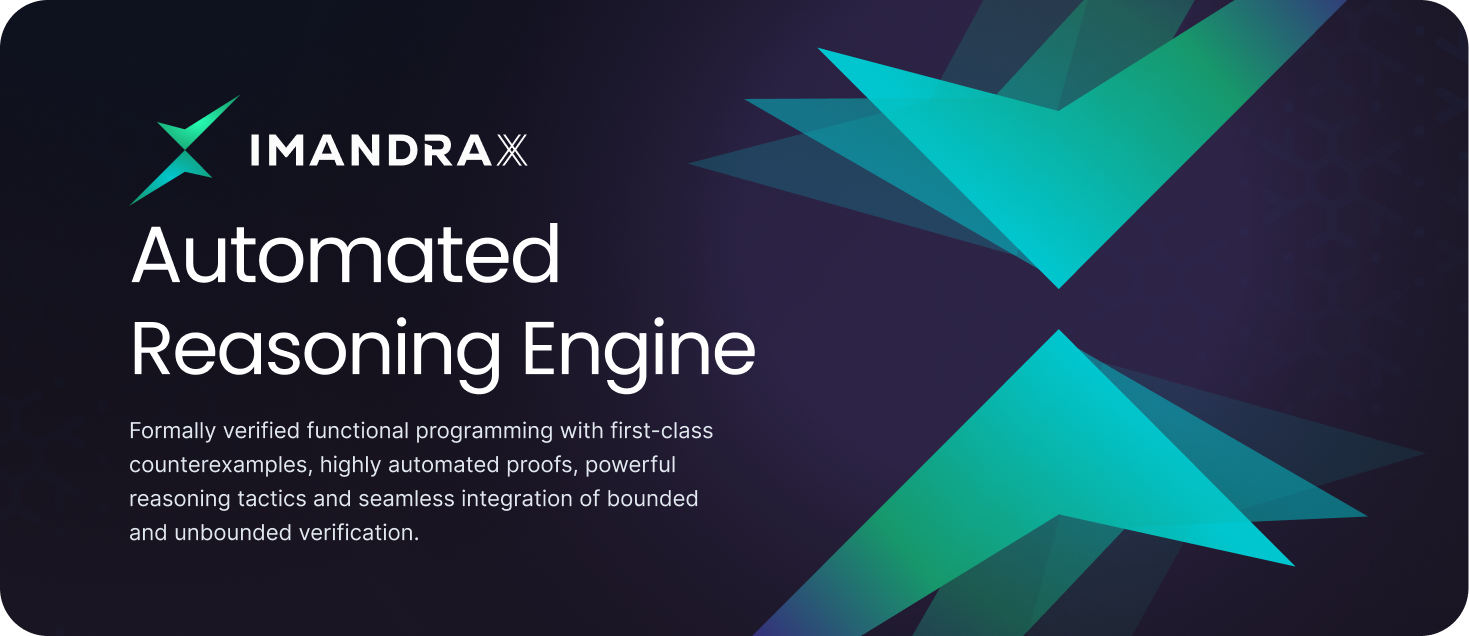 IMANDRAX
Automated
Reasoning Engine
Formally verified functional programming with first-class
counterexamples, highly automated proofs, powerful
reasoning tactics and seamless integration of bounded
and unbounded verification.